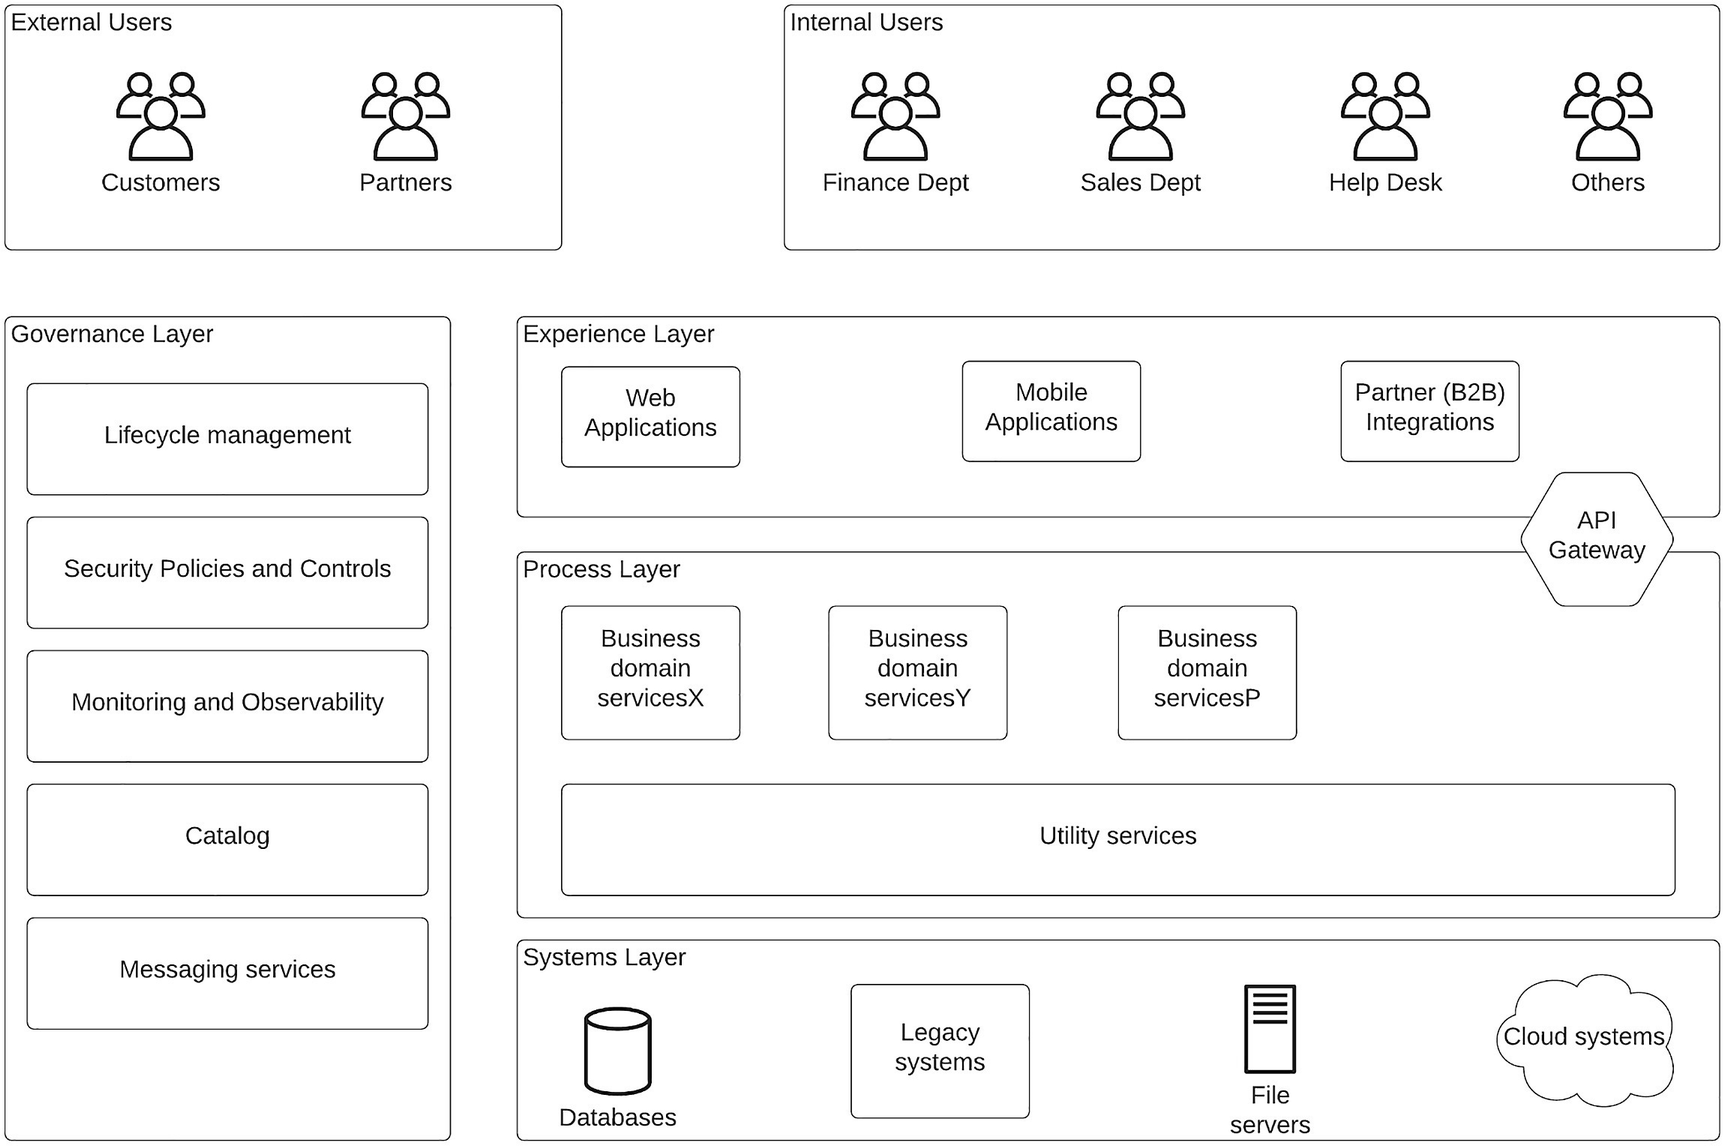 External Users
Customers
Partners
Internal Users
Finance Dept
Sales Dept
Help Desk
Others
Governance Layer
Lifecycle management
Security Policies and Controls
Monitoring and Observability
Catalog
Messaging services
Experience Layer
Web
Applications
Mobile
Applications
Partner (B2B)
Integrations
API
Gateway
Process Layer
Business
domain
servicesX
Business
domain
servicesY
Business
domain
servicesP
Utility services
Systems Layer
Databases
Legacy
systems
File
servers
Cloud systems